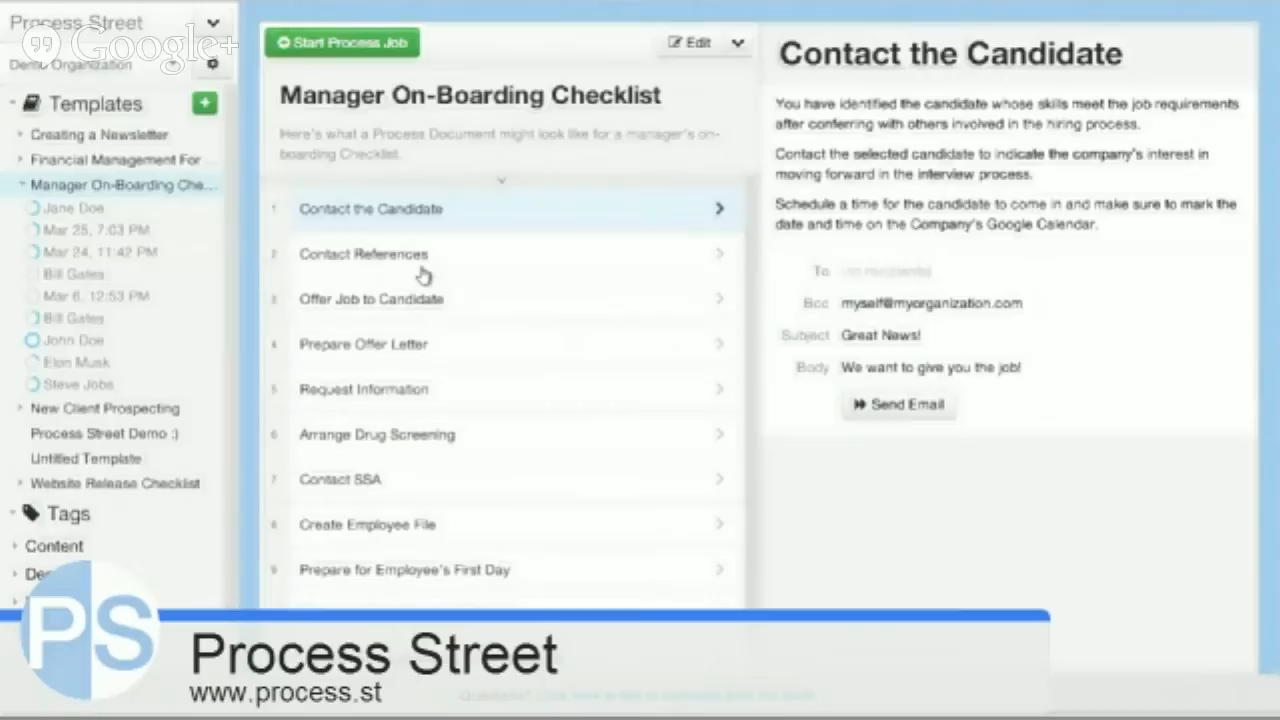 Process Street
Google+
Demo Organization
Templates
Creating a Newsletter
Financial Management For
Manager On-Boarding Che...
Jane Doe
Mar 25, 7:03 PM
Mar 24, 11:42 PM
Bill Gates
Mar 6, 12:53 PM
Bill Gates
John Doe
Elon Musk
Steve Jobs
New Client Prospecting
Process Street Demo :)
Untitled Template
Website Release Checklist
Tags
Content
Start Process Job
Edit
Manager On-Boarding Checklist
Here's what a Process Document might look like for a manager's on-
boarding Checklist.
1 Contact the Candidate
2 Contact References
3 Offer Job to Candidate
4 Prepare Offer Letter
5 Request Information
6 Arrange Drug Screening
7 Contact SSA
8 Create Employee File
9 Prepare for Employee's First Day
Contact the Candidate
You have identified the candidate whose skills meet the job requirements
after conferring with others involved in the hiring process.
Contact the selected candidate to indicate the company's interest in
moving forward in the interview process.
Schedule a time for the candidate to come in and make sure to mark the
date and time on the Company's Google Calendar.
To
Bcc myself@myorganization.com
Subject Great News!
Body We want to give you the job!
Send Email
PS
Process Street
www.process.st